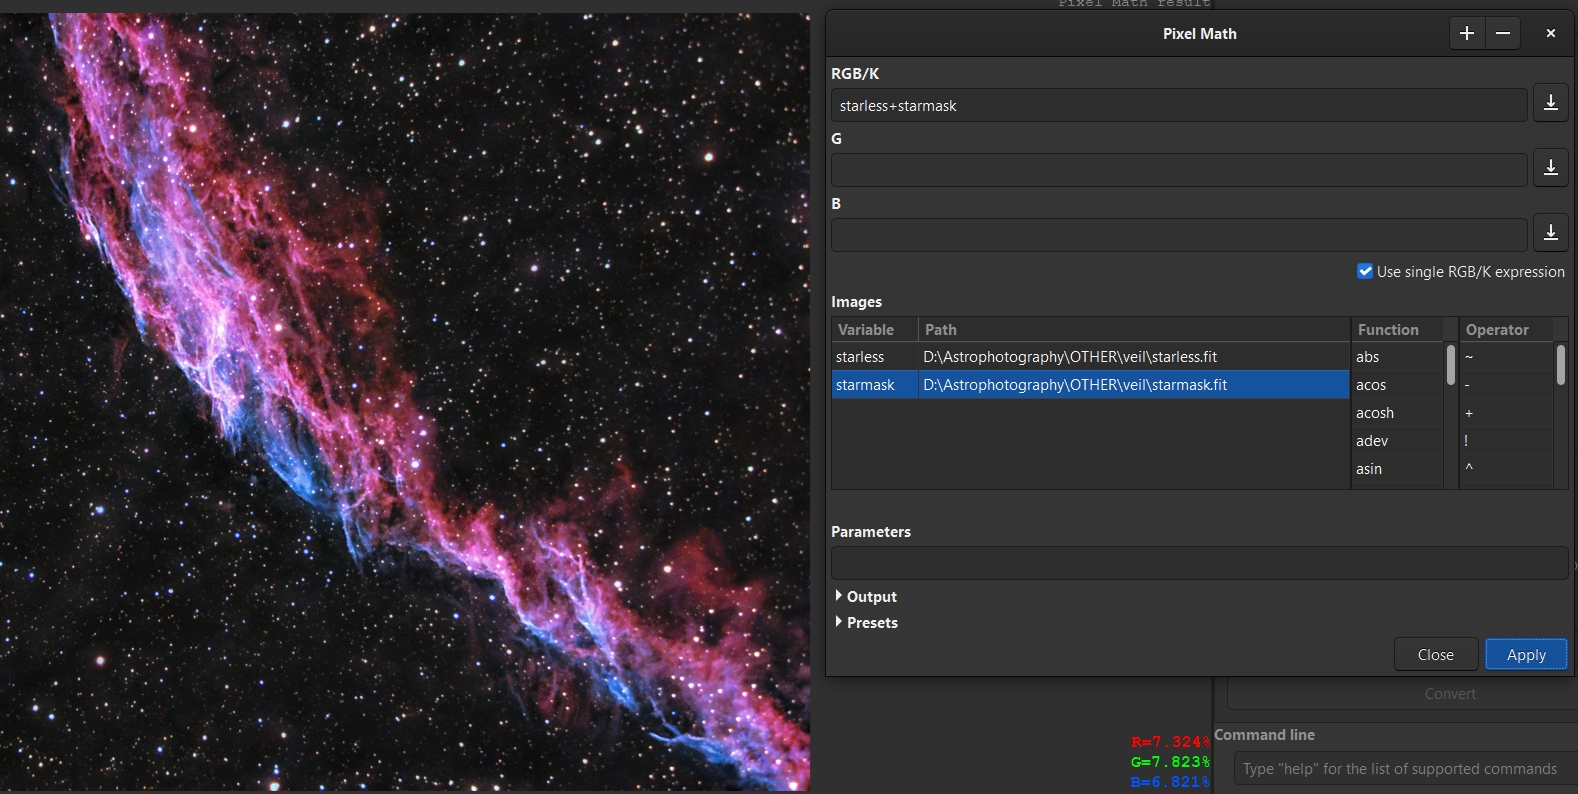 Pixel Math result
Pixel Math
RGB/K
starless+starmask
G
B
Use single RGB/K expression
Images
Variable Path Function Operator
starless D:\Astrophotography\OTHER\veil\starless.fit abs ~
starmask D:\Astrophotography\OTHER\veil\starmask.fit acos -
acosh +
adev !
asin ^
Parameters
Output
Presets
Close Apply
Convert
R=7.324%
G=7.823%
B=6.821%
Command line
Type "help" for the list of supported commands